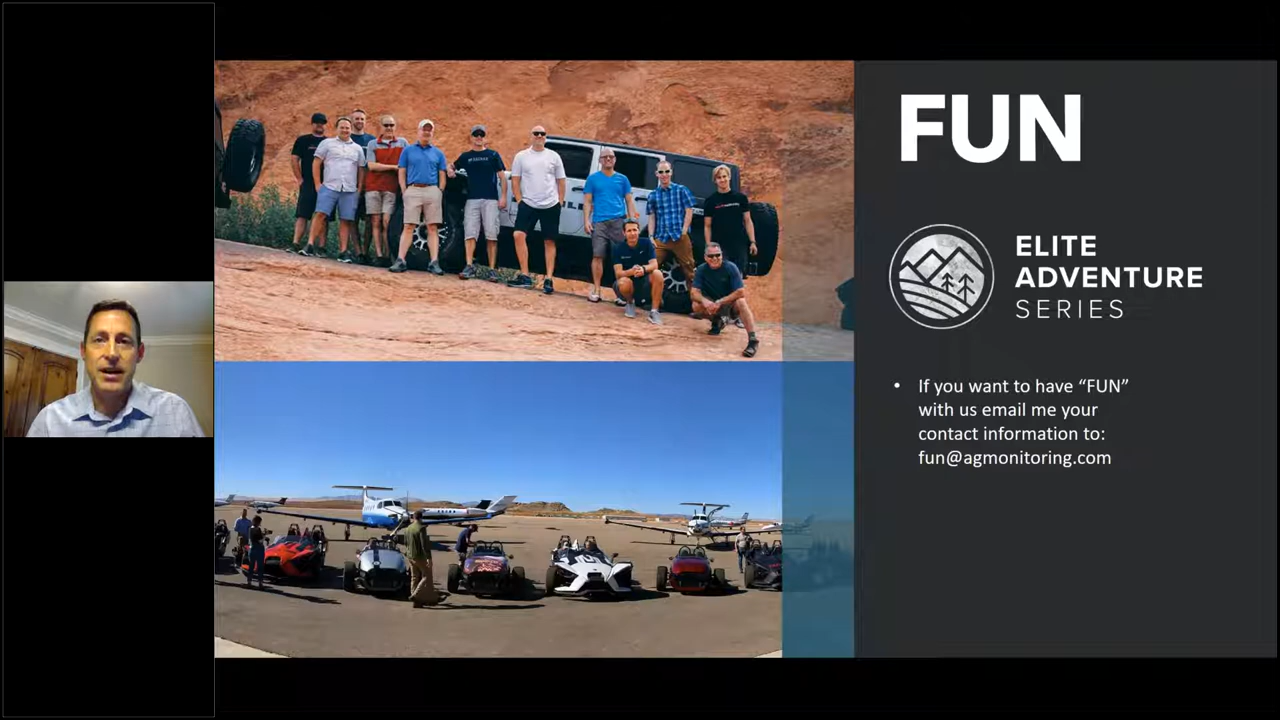 FUN
ELITE
ADVENTURE
SERIES
• If you want to have “FUN”
with us email me your
contact information to:
fun@agmonitoring.com